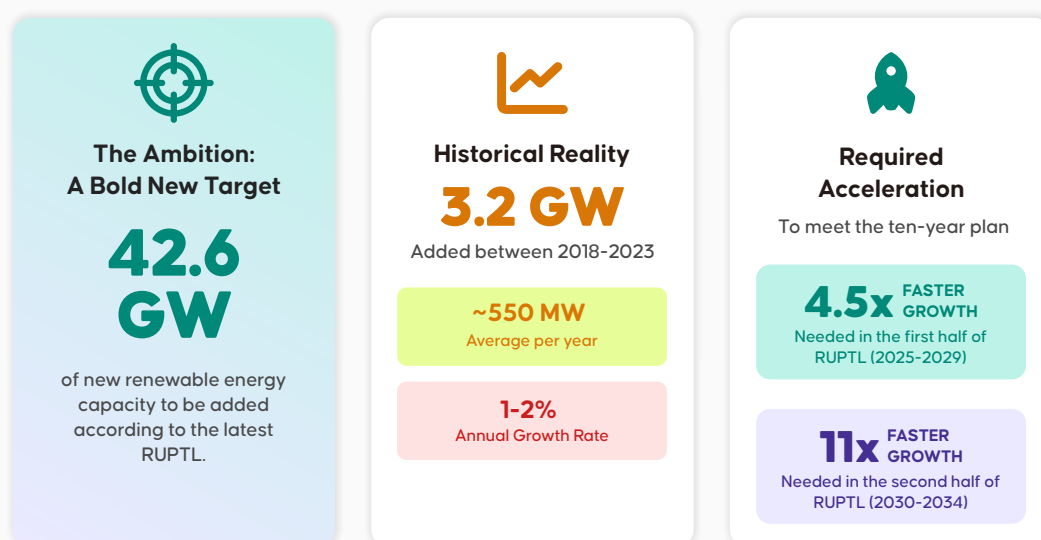 The Ambition:
A Bold New Target
42.6
GW
of new renewable energy
capacity to be added
according to the latest
RUPTL.
Historical Reality
3.2 GW
Added between 2018-2023
~550 MW
Average per year
1-2%
Annual Growth Rate
Required
Acceleration
To meet the ten-year plan
4.5x FASTER
GROWTH
Needed in the first half of
RUPTL (2025-2029)
11x FASTER
GROWTH
Needed in the second half of
RUPTL (2030-2034)